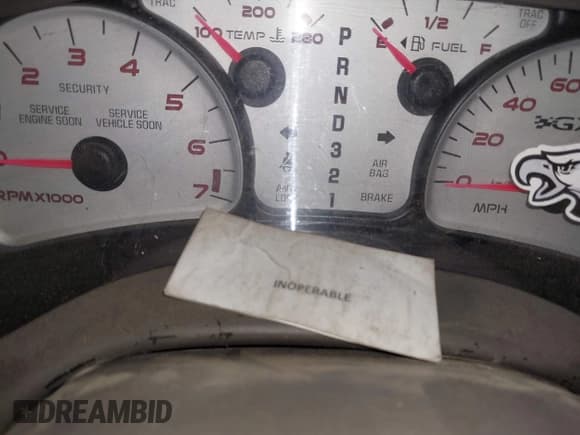 TRAC
TRAC OFF
200
1/2
100 TEMP 260
E FUEL F
P
R
N
D
3
2
1
2 3 4 5 6 7
SECURITY
SERVICE ENGINE SOON
SERVICE VEHICLE SOON
RPMX1000
AIR BAG
BRAKE
0 20 40 60
MPH
INOPERABLE
DREAMBID